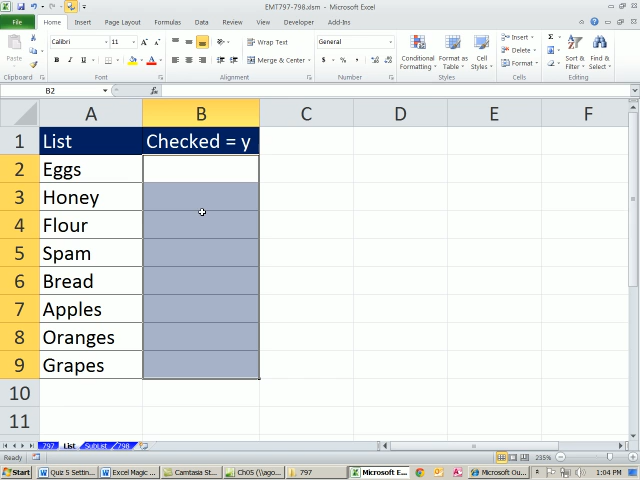 EMT797-798.xlsm - Microsoft Excel
File Home Insert Page Layout Formulas Data Review View Developer Add-Ins
Paste Calibri 11 Wrap Text General Conditional Formatting Format as Table Cell Styles Insert Sort & Filter Find & Select
B I U Merge & Center $ % Delete Format
Clipboard Font Alignment Number Styles Cells Editing
B2 fx
A B C D E F
1 List Checked = y
2 Eggs
3 Honey
4 Flour
5 Spam
6 Bread
7 Apples
8 Oranges
9 Grapes
10
11
797 List SubList 798
Ready 235%
Start Quiz 5 Settin... Excel Magic ... Camtasia St... Ch05 (\\ago... 797 Microsoft E... Microsoft Ou... 1:04 PM